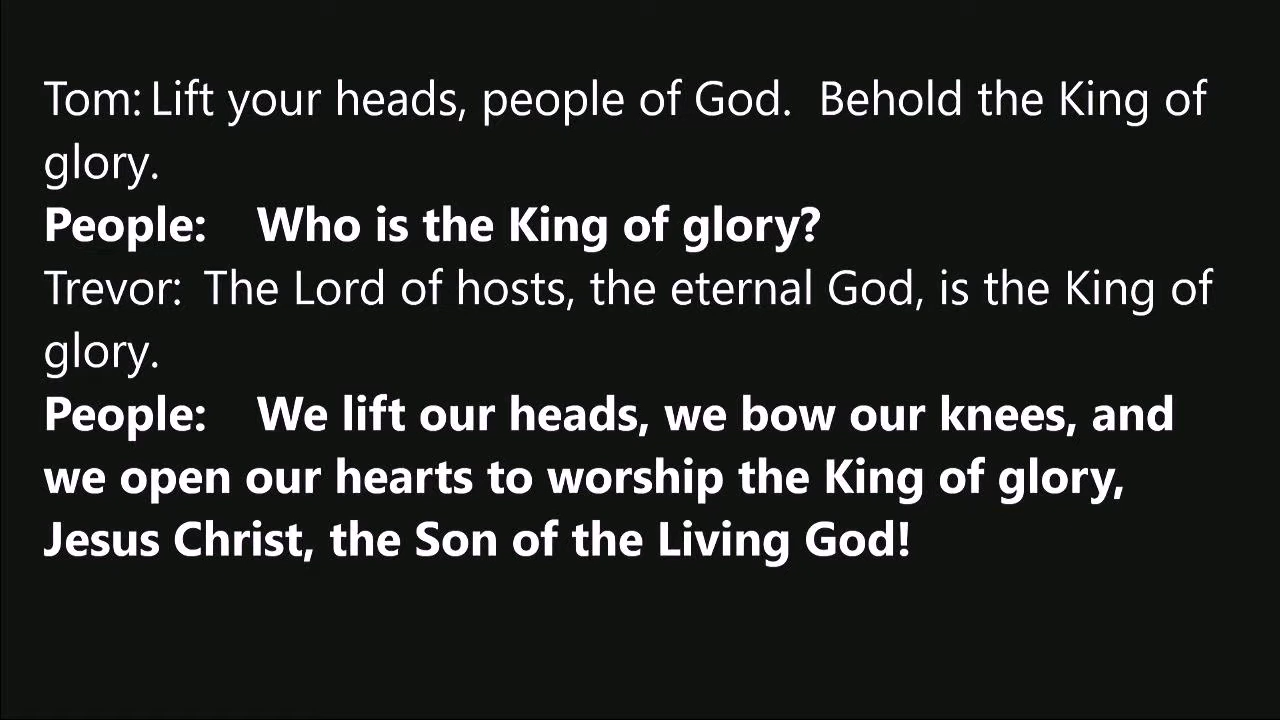 Tom: Lift your heads, people of God.  Behold the King of
glory.
People:    Who is the King of glory?
Trevor:  The Lord of hosts, the eternal God, is the King of
glory.
People:    We lift our heads, we bow our knees, and
we open our hearts to worship the King of glory,
Jesus Christ, the Son of the Living God!